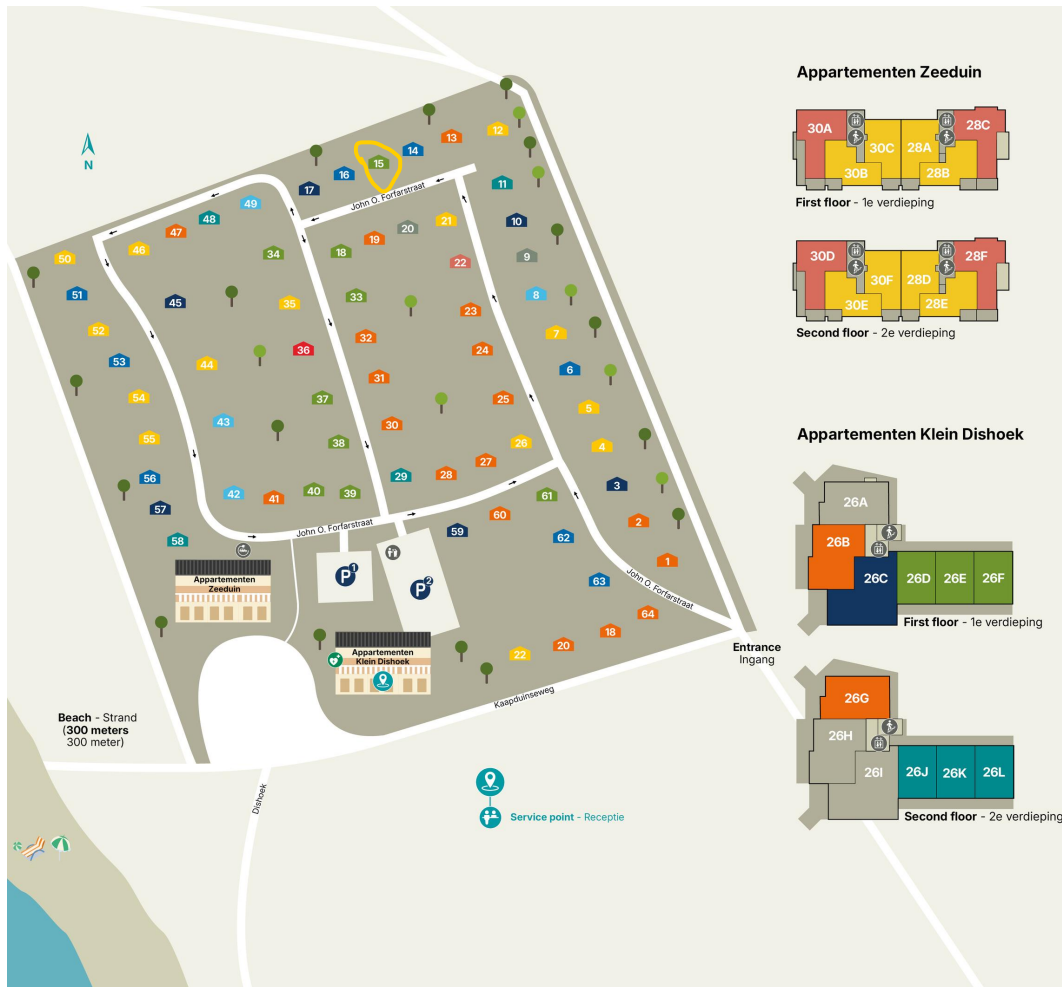 Appartementen Zeeduin
30A
30C
28A
28C
30B
28B
First floor - 1e verdieping
30D
30F
28D
28F
30E
28E
Second floor - 2e verdieping
Appartementen Klein Dishoek
26A
26B
26C
26D
26E
26F
First floor - 1e verdieping
26G
26H
26I
26J
26K
26L
Second floor - 2e verdieping
N
12
13
14
15
16
17
11
John O. Forfarstraat
49
48
47
46
50
10
21
20
19
18
34
9
22
51
45
35
33
8
23
52
32
7
36
24
53
44
31
6
54
37
25
5
55
43
30
38
26
4
56
29
28
27
3
57
42
41
40
39
61
58
John O. Forfarstraat
59
60
62
2
1
63
John O. Forfarstraat
64
18
20
22
P1
P2
Appartementen
Zeeduin
Appartementen
Klein Dishoek
Entrance
Ingang
Kaapduinseweg
Beach - Strand
(300 meters
300 meter)
Dishoek
Service point - Receptie